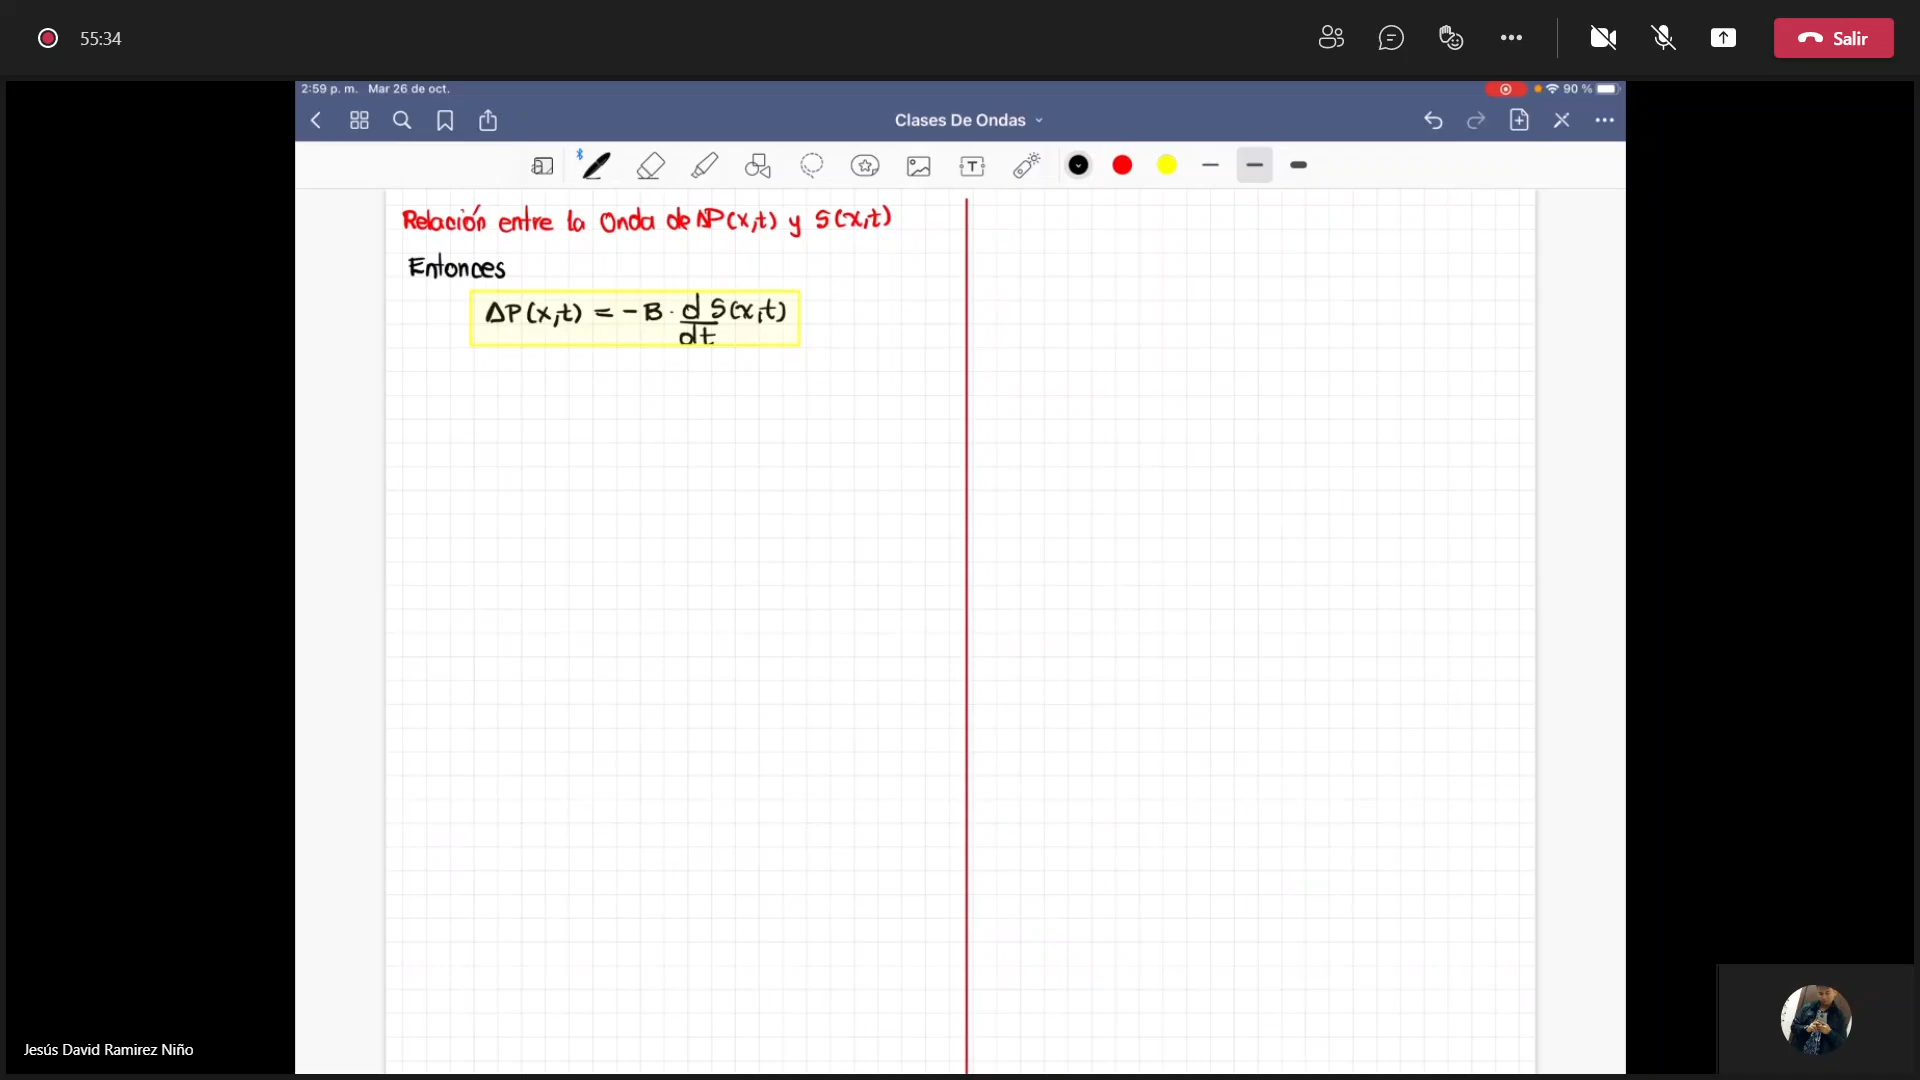 55:34
Salir
2:59 p. m. Mar 26 de oct.
90 %
Clases De Ondas
T
Relación entre la Onda de ΔP(x,t) y S(x,t)
Entonces
ΔP(x,t) = -B · d S(x,t)
dt
Jesús David Ramirez Niño